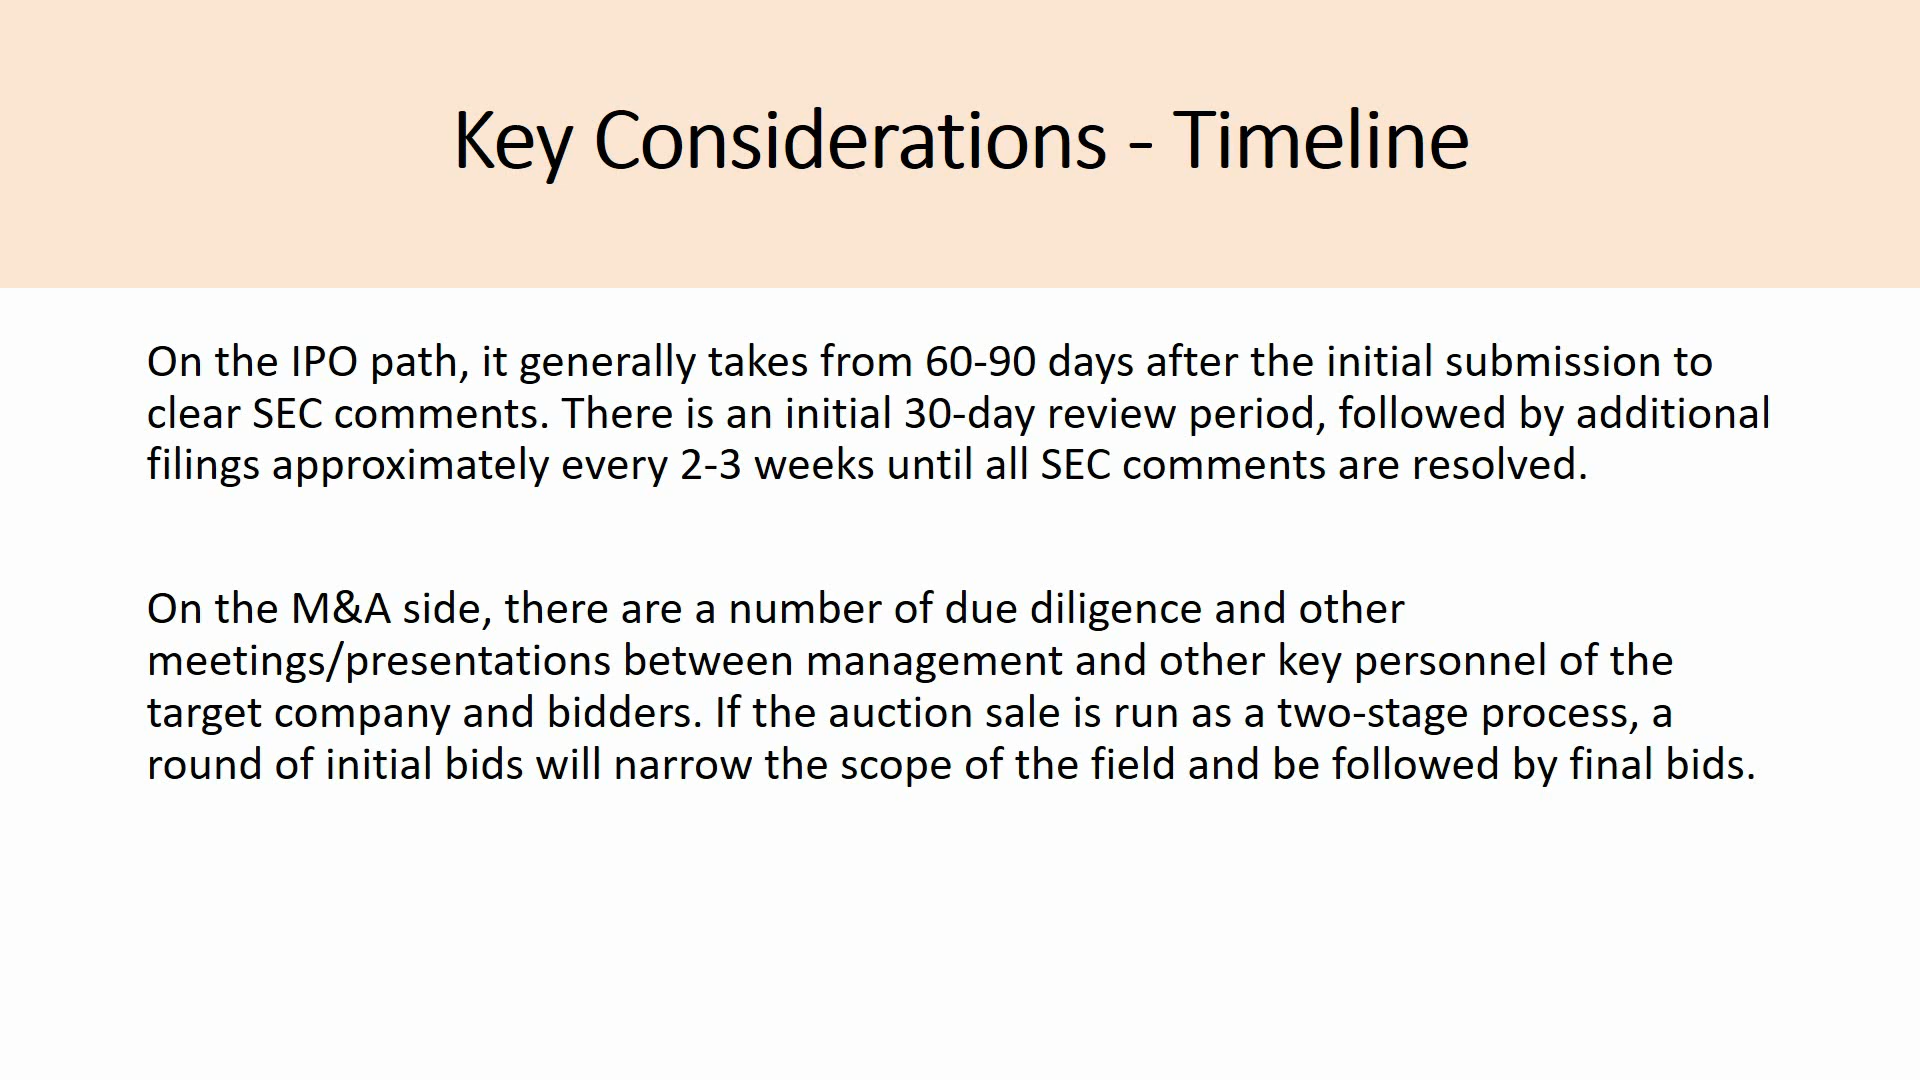 Key Considerations - Timeline
On the IPO path, it generally takes from 60-90 days after the initial submission to
clear SEC comments. There is an initial 30-day review period, followed by additional
filings approximately every 2-3 weeks until all SEC comments are resolved.
On the M&A side, there are a number of due diligence and other
meetings/presentations between management and other key personnel of the
target company and bidders. If the auction sale is run as a two-stage process, a
round of initial bids will narrow the scope of the field and be followed by final bids.